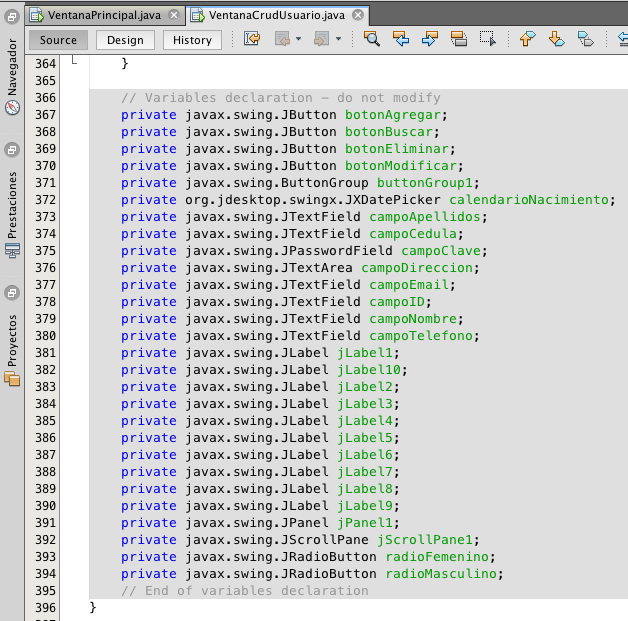 VentanaPrincipal.java
VentanaCrudUsuario.java
Source
Design
History
Navegador
Prestaciones
Proyectos
364 }
365
366 // Variables declaration - do not modify
367 private javax.swing.JButton botonAgregar;
368 private javax.swing.JButton botonBuscar;
369 private javax.swing.JButton botonEliminar;
370 private javax.swing.JButton botonModificar;
371 private javax.swing.ButtonGroup buttonGroup1;
372 private org.jdesktop.swingx.JXDatePicker calendarioNacimiento;
373 private javax.swing.JTextField campoApellidos;
374 private javax.swing.JTextField campoCedula;
375 private javax.swing.JPasswordField campoClave;
376 private javax.swing.JTextArea campoDireccion;
377 private javax.swing.JTextField campoEmail;
378 private javax.swing.JTextField campoID;
379 private javax.swing.JTextField campoNombre;
380 private javax.swing.JTextField campoTelefono;
381 private javax.swing.JLabel jLabel1;
382 private javax.swing.JLabel jLabel10;
383 private javax.swing.JLabel jLabel2;
384 private javax.swing.JLabel jLabel3;
385 private javax.swing.JLabel jLabel4;
386 private javax.swing.JLabel jLabel5;
387 private javax.swing.JLabel jLabel6;
388 private javax.swing.JLabel jLabel7;
389 private javax.swing.JLabel jLabel8;
390 private javax.swing.JLabel jLabel9;
391 private javax.swing.JPanel jPanel1;
392 private javax.swing.JScrollPane jScrollPane1;
393 private javax.swing.JRadioButton radioFemenino;
394 private javax.swing.JRadioButton radioMasculino;
395 // End of variables declaration
396 }